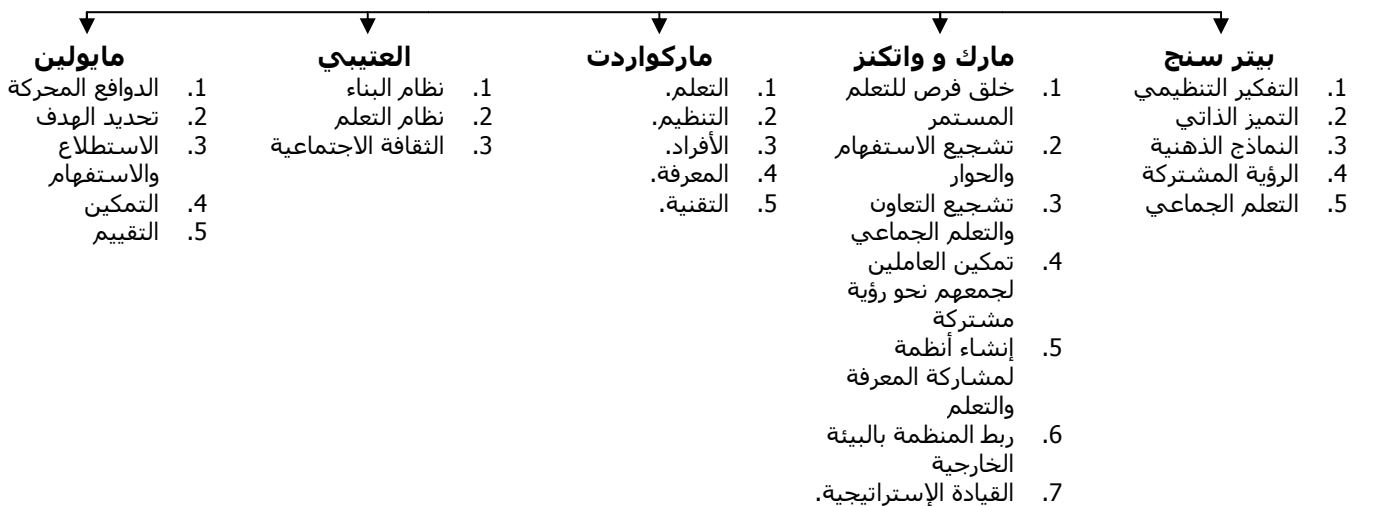 بيتر سنج
1. التفكير التنظيمي
2. التميز الذاتي
3. النماذج الذهنية
4. الرؤية المشتركة
5. التعلم الجماعي
مارك و واتكنز
1. خلق فرص للتعلم
المستمر
2. تشجيع الاستفهام
والحوار
3. تشجيع التعاون
والتعلم الجماعي
4. تمكين العاملين
لجمعهم نحو رؤية
مشتركة
5. إنشاء أنظمة
لمشاركة المعرفة
والتعلم
6. ربط المنظمة بالبيئة
الخارجية
7. القيادة الإستراتيجية.
ماركواردت
1. التعلم.
2. التنظيم.
3. الأفراد.
4. المعرفة.
5. التقنية.
العتيبي
1. نظام البناء
2. نظام التعلم
3. الثقافة الاجتماعية
مايولين
1. الدوافع المحركة
2. تحديد الهدف
3. الاستطلاع
والاستفهام
4. التمكين
5. التقييم